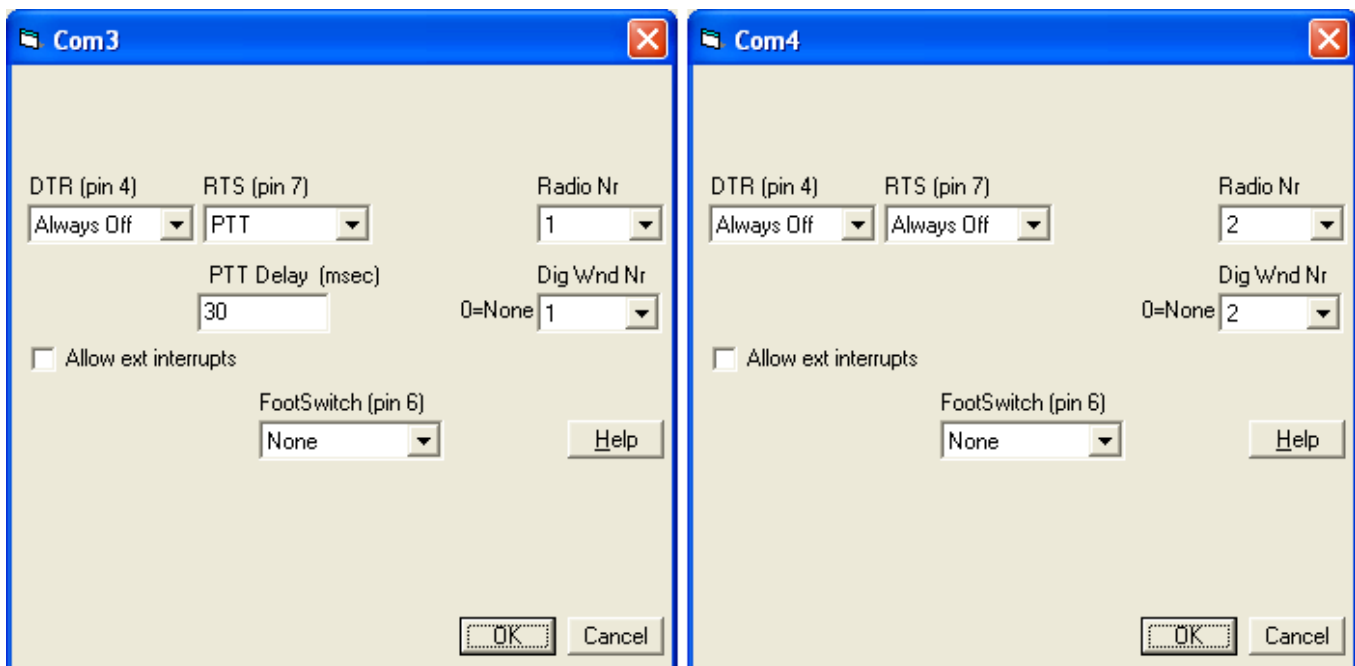 Com3
DTR (pin 4) RTS (pin 7) Radio Nr
Always Off PTT 1
PTT Delay (msec) Dig Wnd Nr
30 0=None 1
Allow ext interrupts
FootSwitch (pin 6)
None Help
OK Cancel
Com4
DTR (pin 4) RTS (pin 7) Radio Nr
Always Off Always Off 2
Dig Wnd Nr
0=None 2
Allow ext interrupts
FootSwitch (pin 6)
None Help
OK Cancel